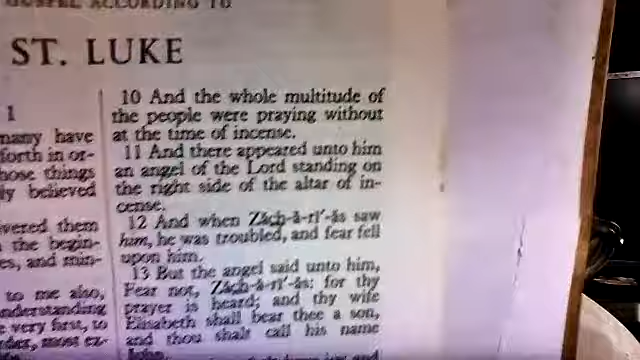 GOSPEL ACCORDING TO
ST. LUKE
1
many have
forth in or-
hose things
ly believed
vered them
the begin-
es, and min-
to me also,
understanding
e very first, to
der, most ex-
10 And the whole multitude of
the people were praying without
at the time of incense.
11 And there appeared unto him
an angel of the Lord standing on
the right side of the altar of in-
cense.
12 And when Zăch-ȧ-rī′-ăs saw
him, he was troubled, and fear fell
upon him.
13 But the angel said unto him,
Fear not, Zăch-ȧ-rī′-ăs: for thy
prayer is heard; and thy wife
Elisabeth shall bear thee a son,
and thou shalt call his name
John.